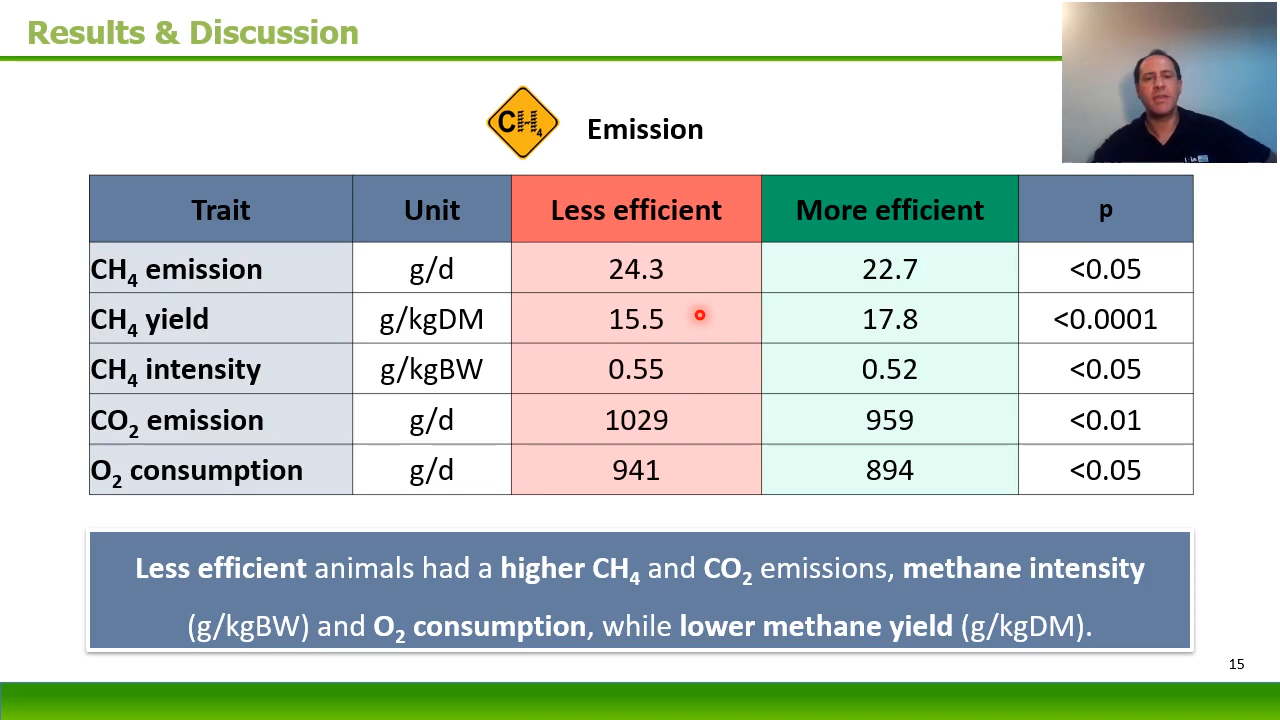 Results & Discussion
CH4
Emission
Trait Unit Less efficient More efficient p
CH4 emission g/d 24.3 22.7 <0.05
CH4 yield g/kgDM 15.5 17.8 <0.0001
CH4 intensity g/kgBW 0.55 0.52 <0.05
CO2 emission g/d 1029 959 <0.01
O2 consumption g/d 941 894 <0.05
Less efficient animals had a higher CH4 and CO2 emissions, methane intensity
(g/kgBW) and O2 consumption, while lower methane yield (g/kgDM).
15